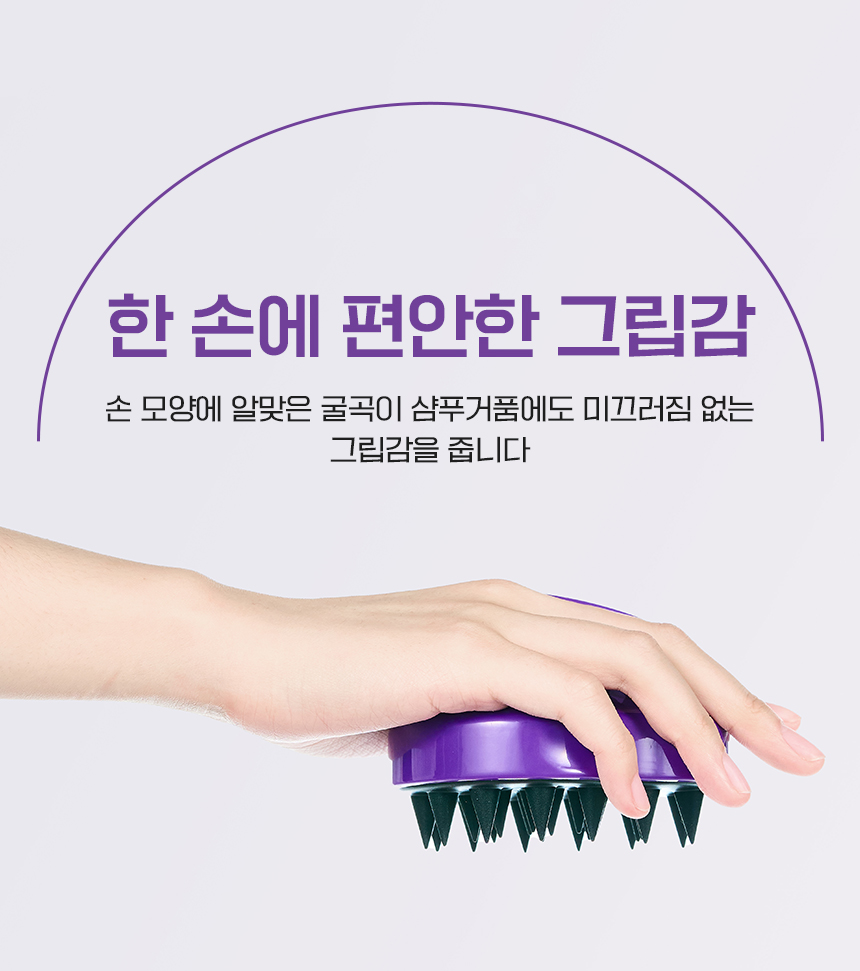 한 손에 편안한 그립감
손 모양에 알맞은 굴곡이 샴푸거품에도 미끄러짐 없는
그립감을 줍니다